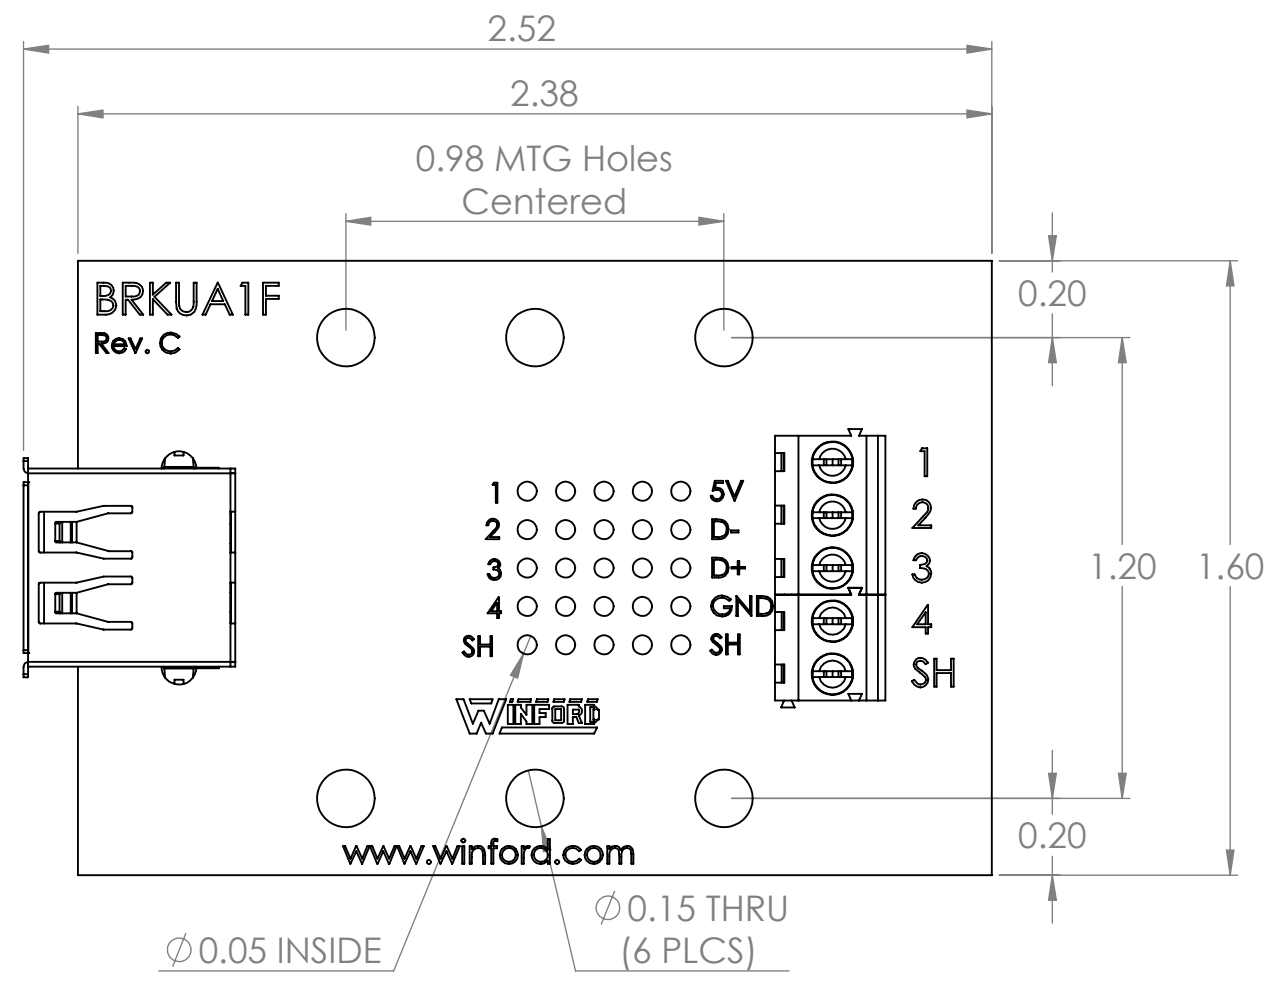 2.52
2.38
0.98 MTG Holes
Centered
BRKUA1F
Rev. C
0.20
1
1 5V
2
2 D-
3 D+
3
1.20
1.60
4 GND
4
SH SH
SH
WINFORD
0.20
www.winford.com
⌀0.15 THRU
(6 PLCS)
⌀0.05 INSIDE